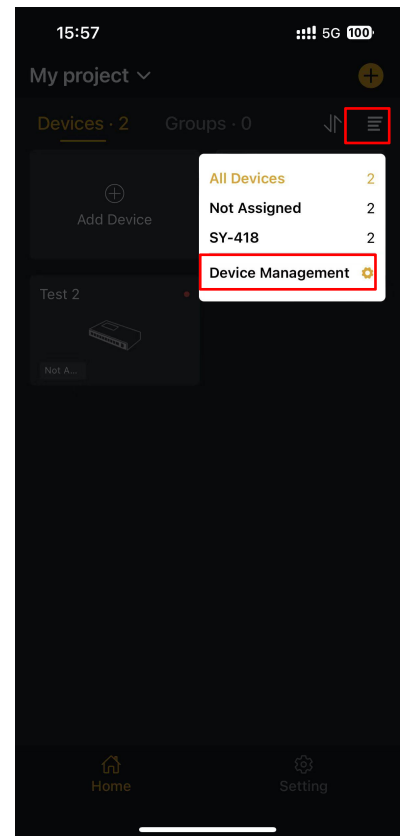 15:57
5G 100
My project
Devices · 2 Groups · 0
All Devices 2
Not Assigned 2
SY-418 2
Device Management
Add Device
Test 2
Not A...
Home
Setting